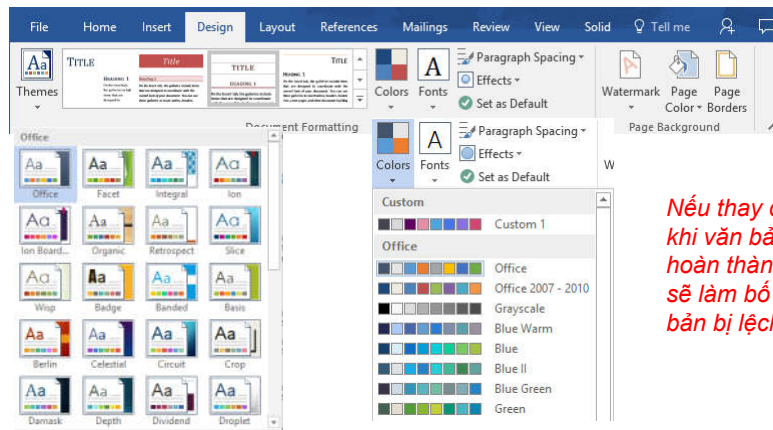 File Home Insert Design Layout References Mailings Review View Solid Tell me
Themes
TITLE Title TITLE TITLE
HEADING 1 Heading 1 HEADING 1 HEADING 1
Colors Fonts
Paragraph Spacing
Effects
Set as Default
Watermark Page Color Page Borders
Document Formatting Page Background
Office
Office Facet Integral Ion
Ion Board... Organic Retrospect Slice
Wisp Badge Banded Basis
Berlin Celestial Circuit Crop
Damask Depth Dividend Droplet
Colors Fonts
Paragraph Spacing
Effects
Set as Default
W
Custom
Custom 1
Office
Office
Office 2007 - 2010
Grayscale
Blue Warm
Blue
Blue II
Blue Green
Green
Nếu thay
khi văn
hoàn
sẽ làm bố
bản bị